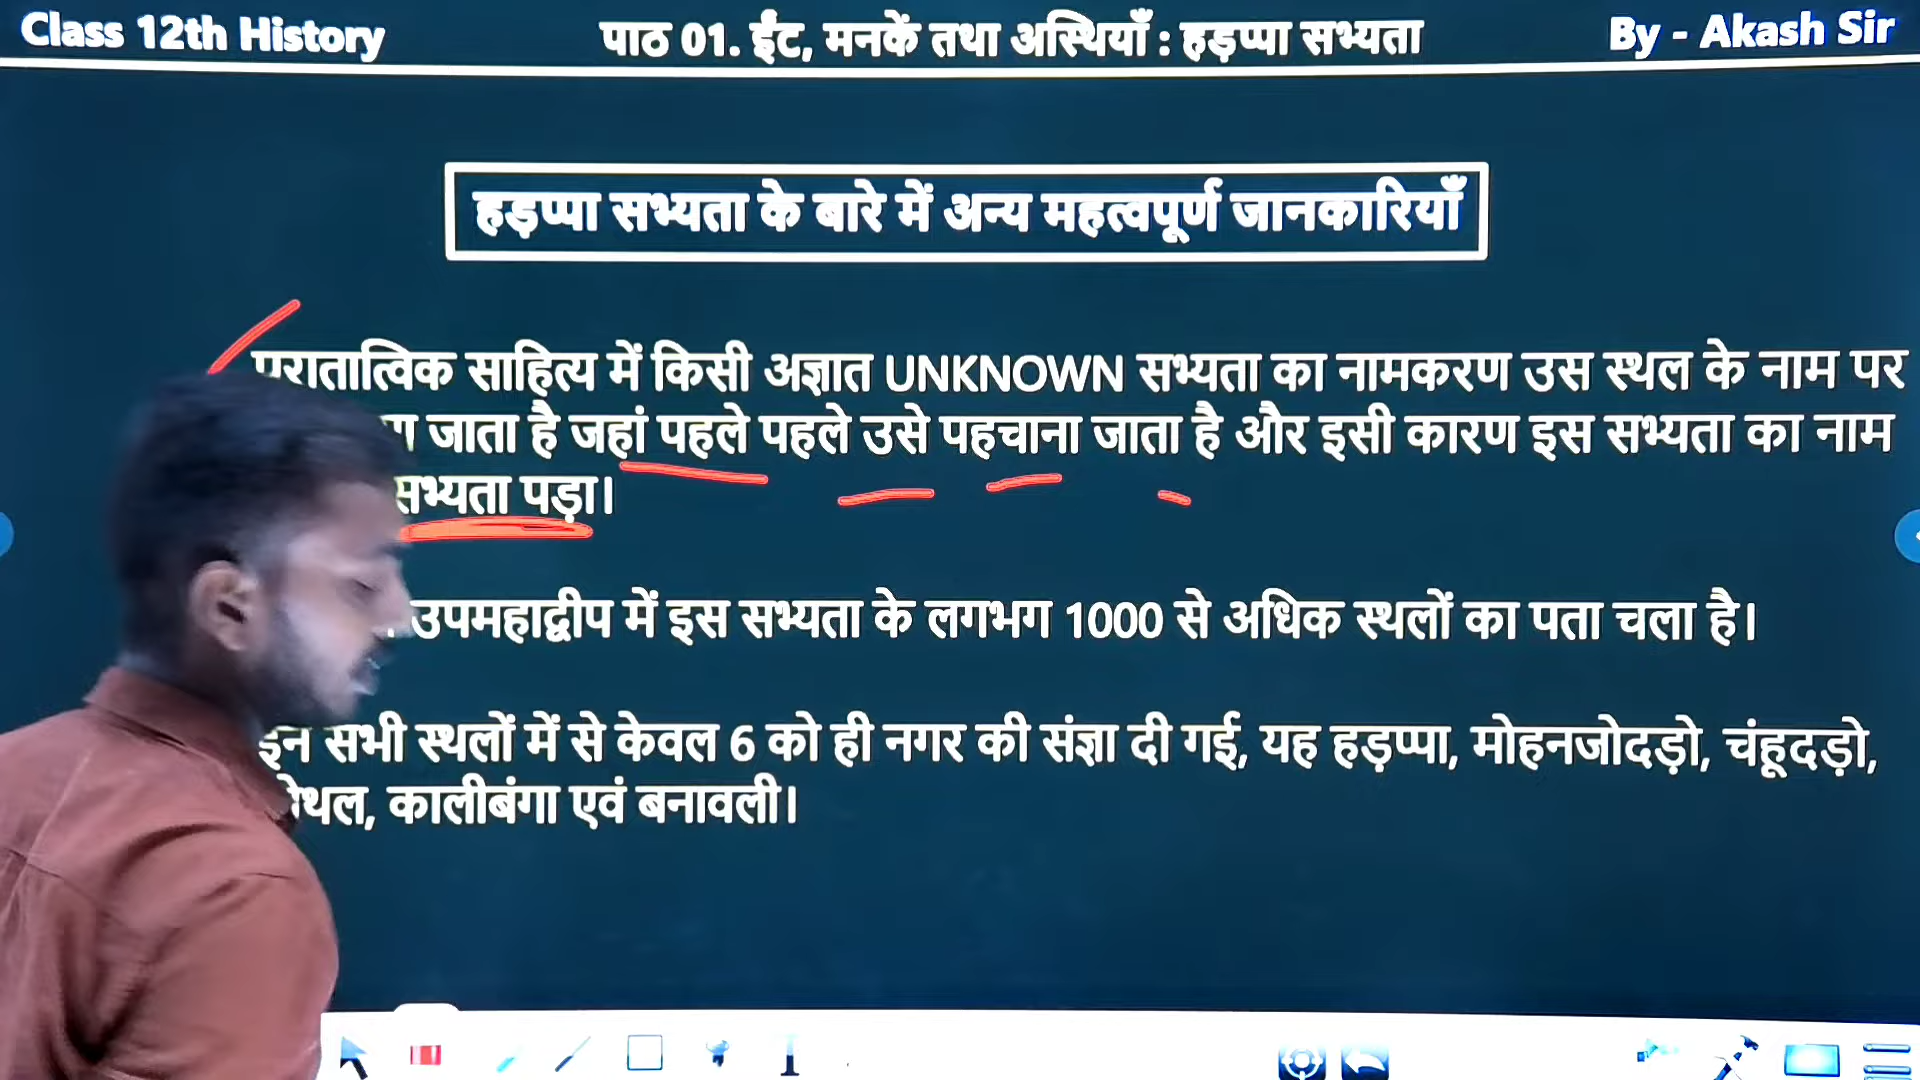 Class 12th History
पाठ 01. ईंट, मनकें तथा अस्थियाँ : हड़प्पा सभ्यता
By - Akash Sir
हड़प्पा सभ्यता के बारे में अन्य महत्वपूर्ण जानकारियाँ
पुरातात्विक साहित्य में किसी अज्ञात UNKNOWN सभ्यता का नामकरण उस स्थल के नाम पर
जाता है जहां पहले पहले उसे पहचाना जाता है और इसी कारण इस सभ्यता का नाम
सभ्यता पड़ा।
उपमहाद्वीप में इस सभ्यता के लगभग 1000 से अधिक स्थलों का पता चला है।
इन सभी स्थलों में से केवल 6 को ही नगर की संज्ञा दी गई, यह हड़प्पा, मोहनजोदड़ो, चंहूदड़ो,
कालीबंगा एवं बनावली।